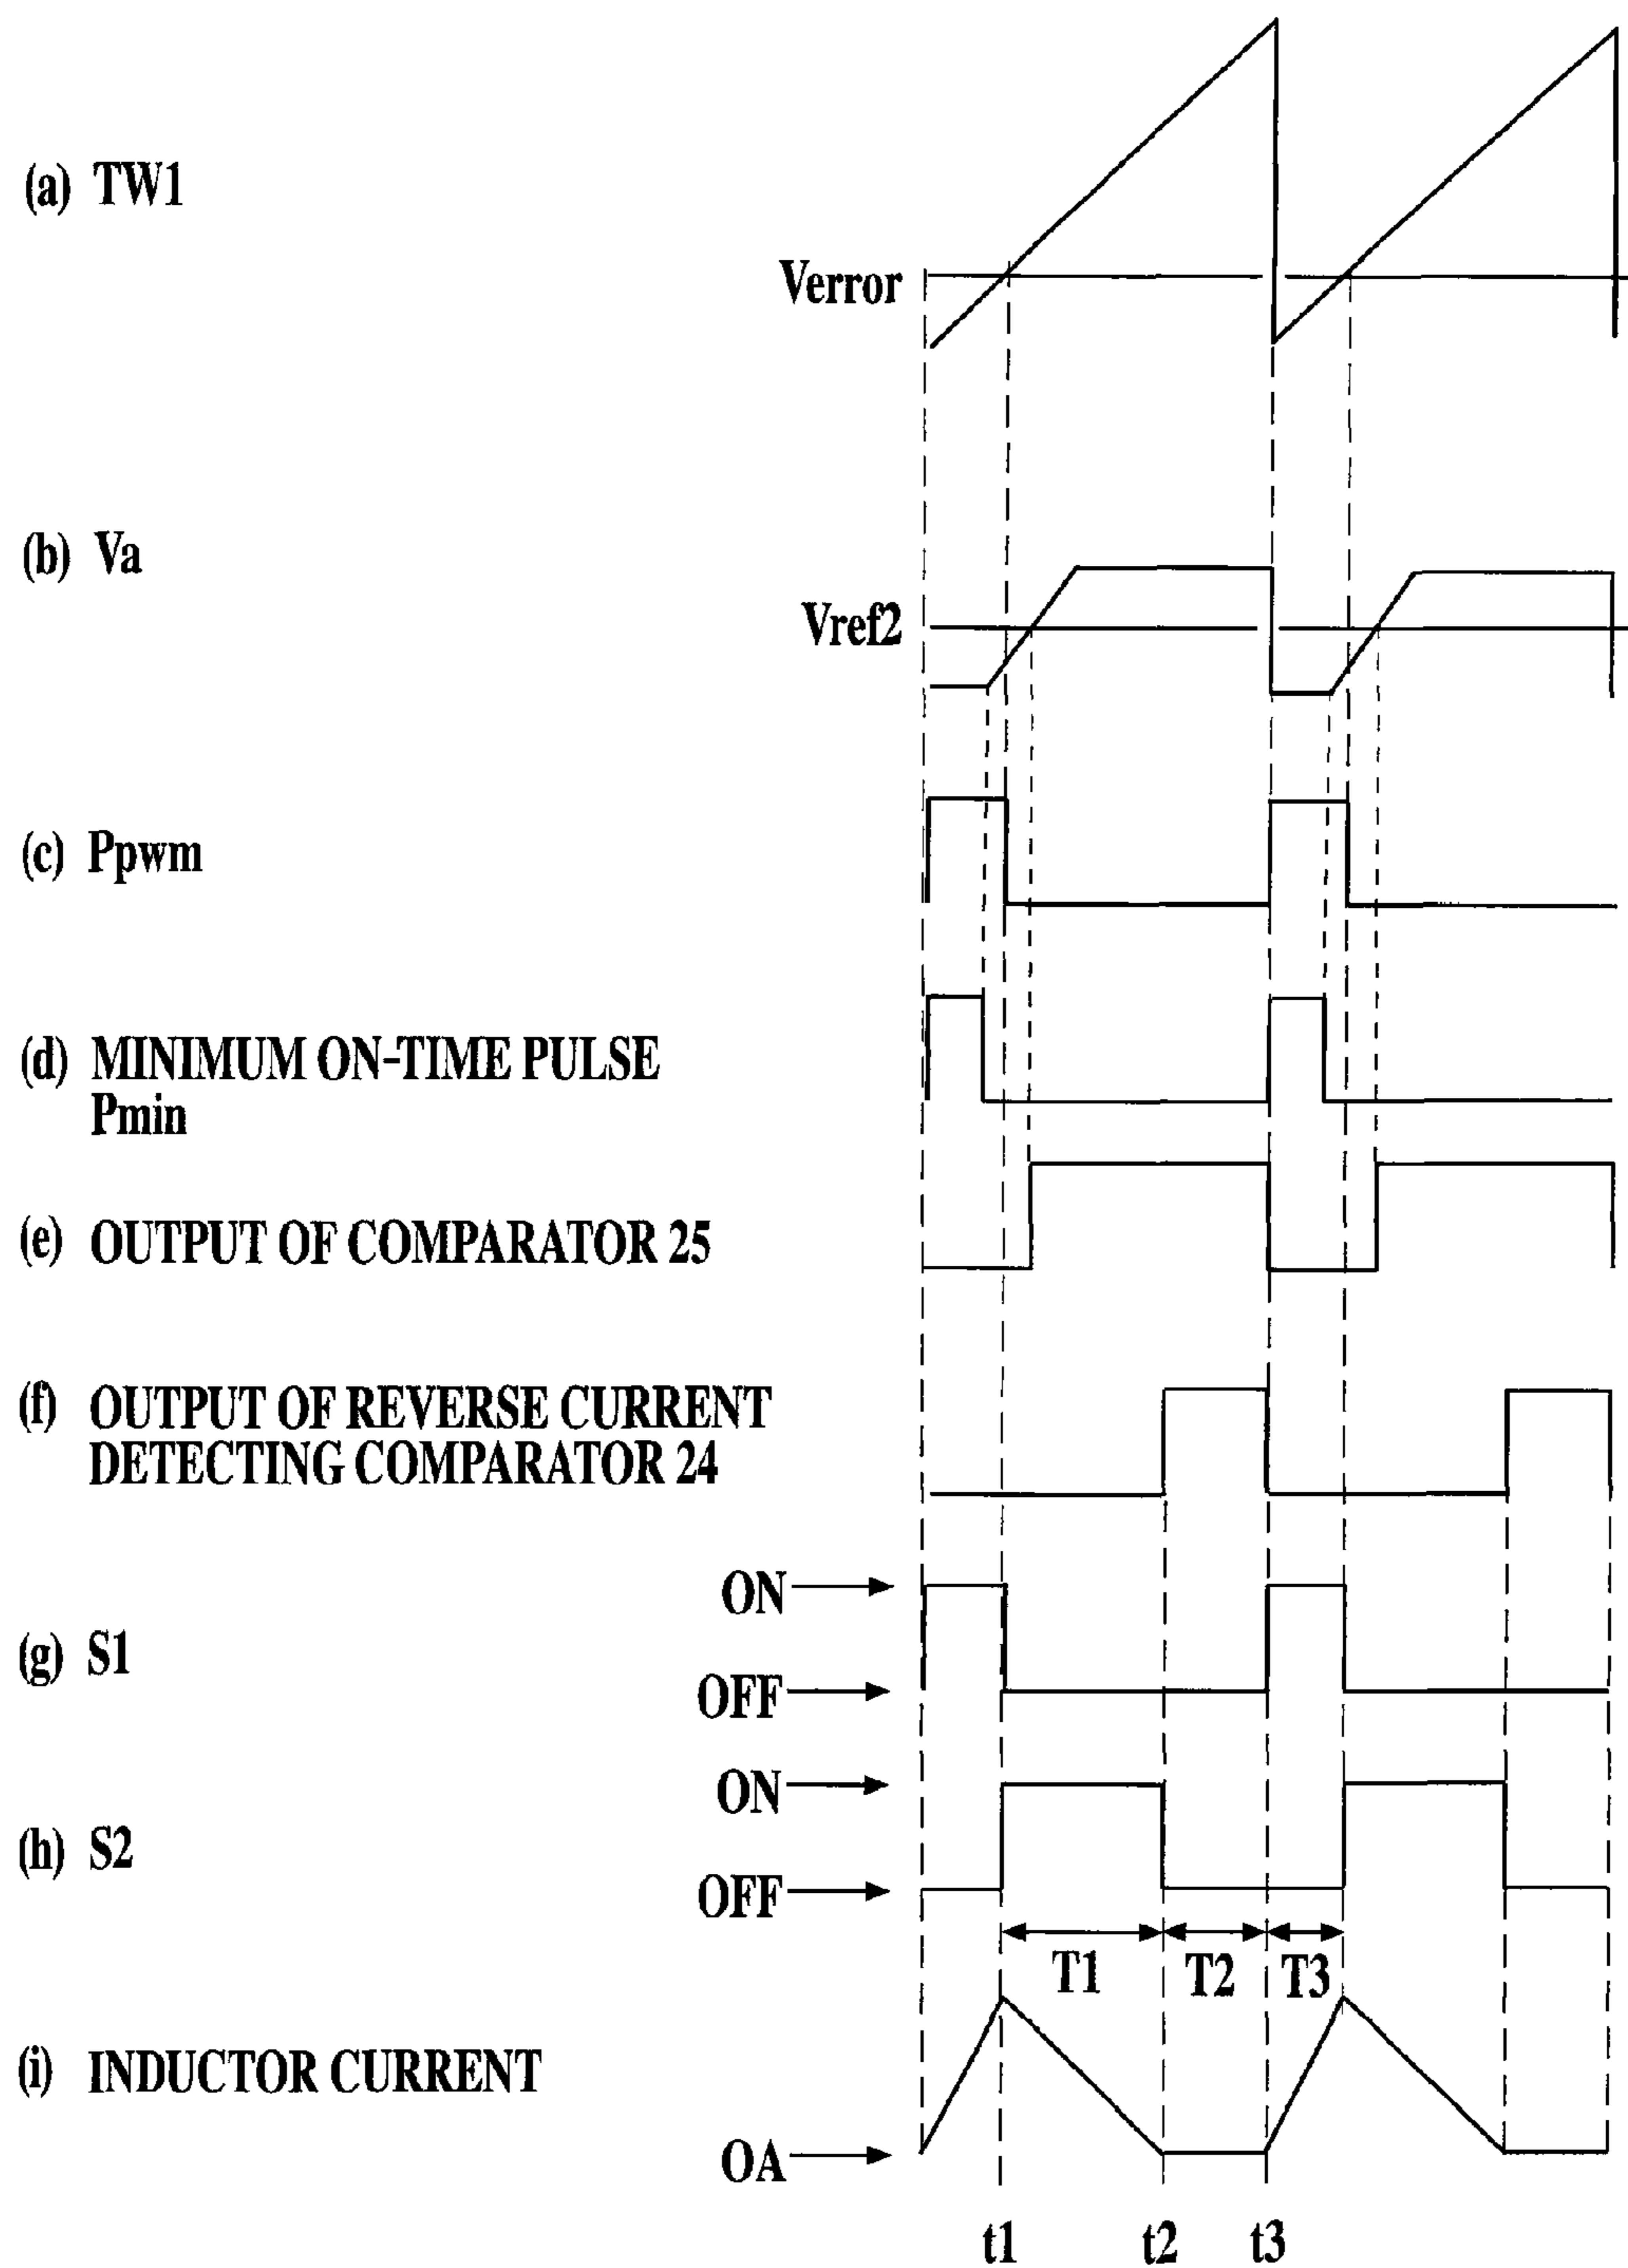 (a) TW1
Verror
(b) Va
Vref2
(c) Ppwm
(d) MINIMUM ON-TIME PULSE
Pmin
(e) OUTPUT OF COMPARATOR 25
(f) OUTPUT OF REVERSE CURRENT
DETECTING COMPARATOR 24
ON
(g) S1
OFF
ON
(h) S2
OFF
T1 T2 T3
(i) INDUCTOR CURRENT
OA
t1 t2 t3